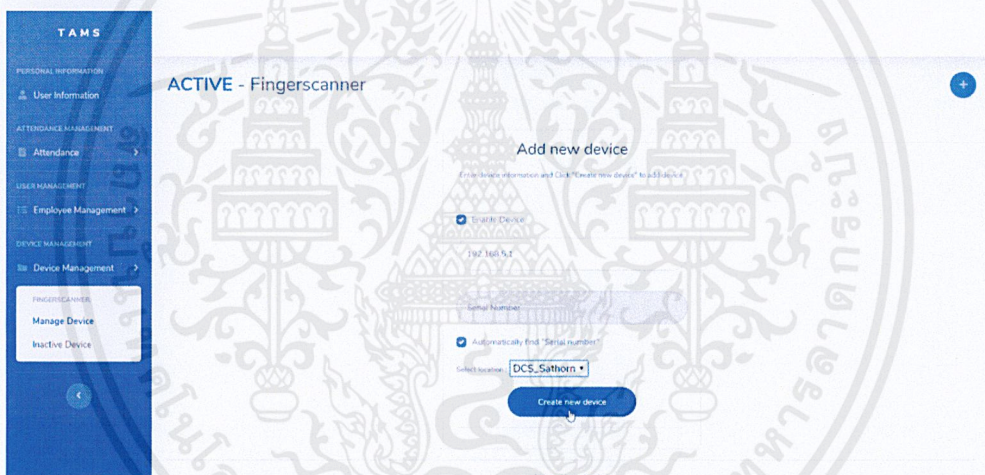 TAMS
PERSONAL INFORMATION
User Information
ATTENDANCE MANAGEMENT
Attendance
USER MANAGEMENT
Employee Management
DEVICE MANAGEMENT
Device Management
FINGERSCANNER
Manage Device
Inactive Device
ACTIVE - Fingerscanner
Add new device
Enter device information and Click "Create new device" to add device
Enable Device
192.168.5.1
Serial Number
Automatically find "Serial number"
Select location DCS_Sathorn
Create new device